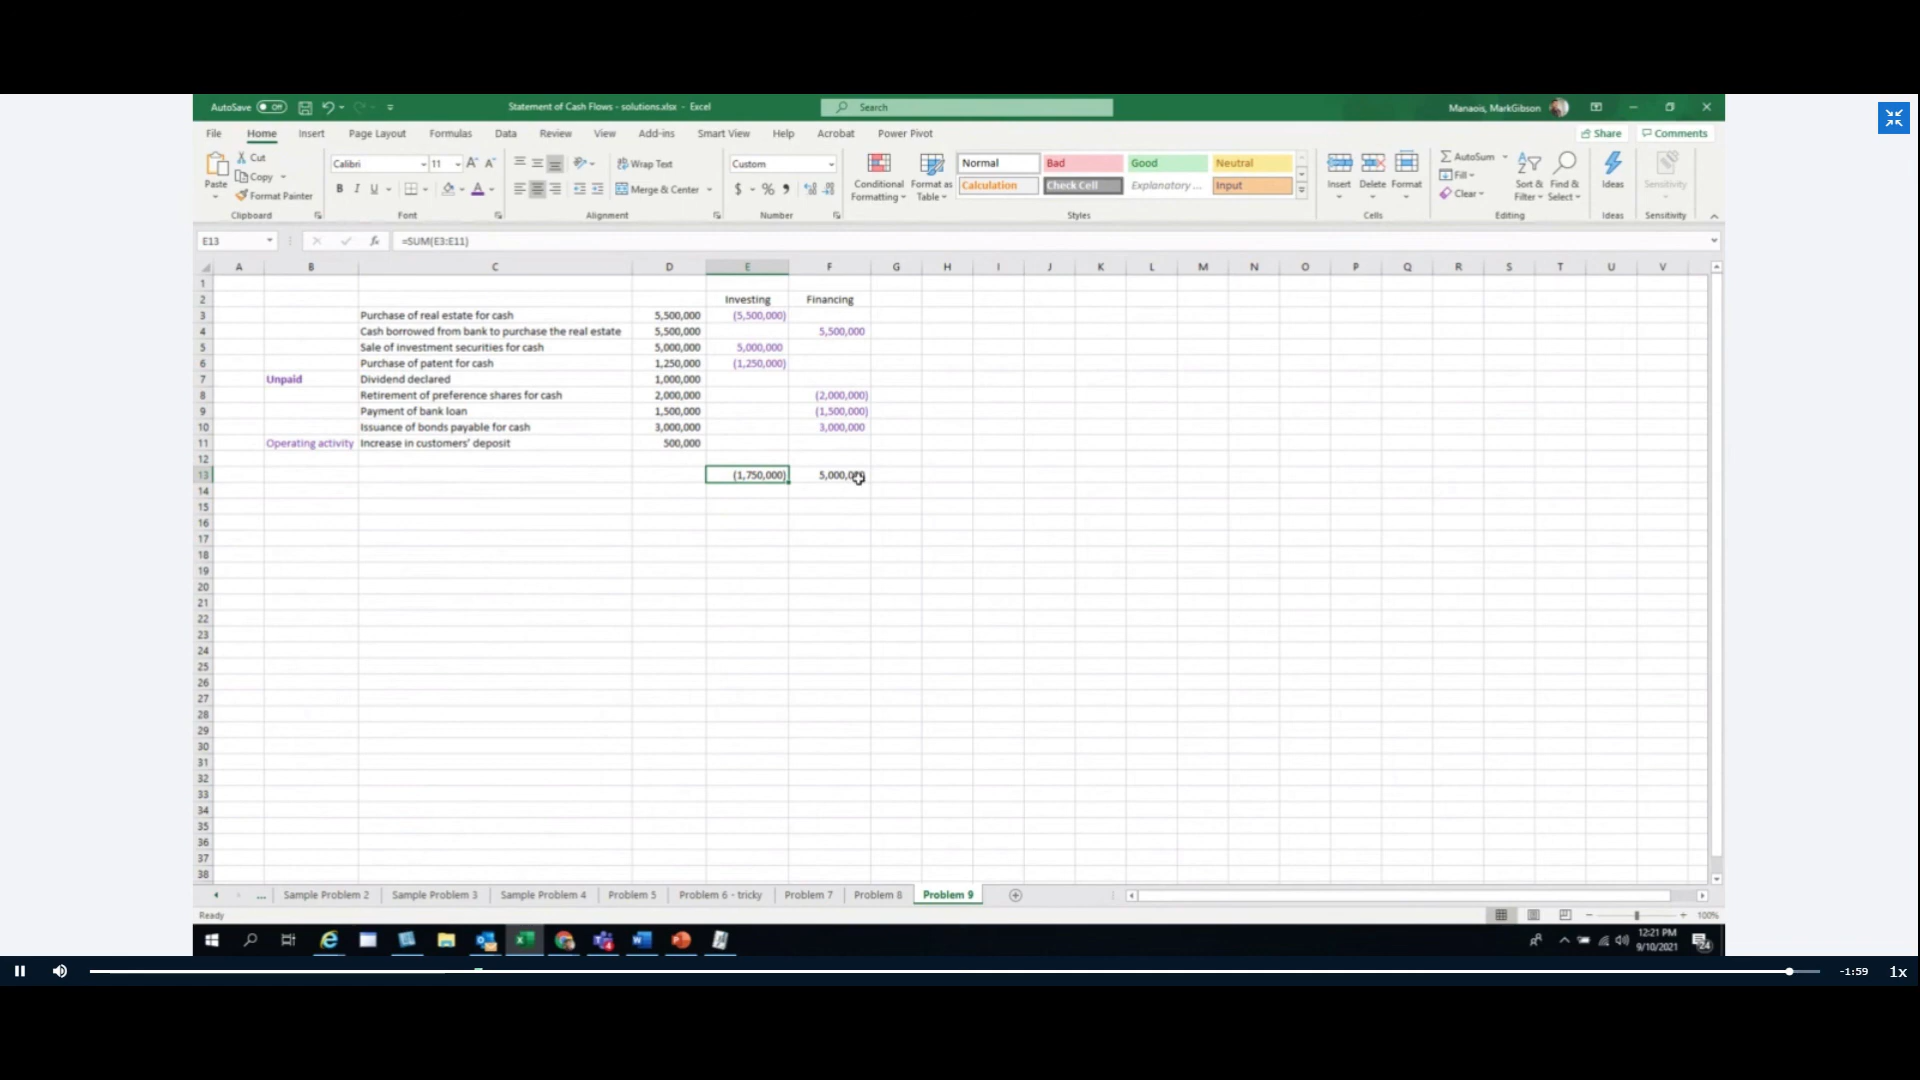 AutoSave Off Statement of Cash Flows - solutions.xlsx - Excel Search Manaois, MarkGibson
File Home Insert Page Layout Formulas Data Review View Add-ins Smart View Help Acrobat Power Pivot Share Comments
Paste Cut Copy Format Painter Clipboard
Calibri 11 A A B I U A Font
Wrap Text Merge & Center Alignment
Custom $ % Number
Conditional Formatting Format as Table Normal Bad Good Neutral Calculation Check Cell Explanatory ... Input Styles
Insert Delete Format Cells
AutoSum Fill Clear Sort & Filter Find & Select Editing
Ideas Ideas
Sensitivity Sensitivity
E13 fx =SUM(E3:E11)
A B C D E F G H I J K L M N O P Q R S T U V
1
2 Investing Financing
3 Purchase of real estate for cash 5,500,000 (5,500,000)
4 Cash borrowed from bank to purchase the real estate 5,500,000 5,500,000
5 Sale of investment securities for cash 5,000,000 5,000,000
6 Purchase of patent for cash 1,250,000 (1,250,000)
7 Unpaid Dividend declared 1,000,000
8 Retirement of preference shares for cash 2,000,000 (2,000,000)
9 Payment of bank loan 1,500,000 (1,500,000)
10 Issuance of bonds payable for cash 3,000,000 3,000,000
11 Operating activity Increase in customers' deposit 500,000
12
13 (1,750,000)
14
15
16
17
18
19
20
21
22
23
24
25
26
27
28
29
30
31
32
33
34
35
36
37
38
... Sample Problem 2 Sample Problem 3 Sample Problem 4 Problem 5 Problem 6 - tricky Problem 7 Problem 8 Problem 9
Ready 100%
12:21 PM
9/10/2021
24
-1:59 1x